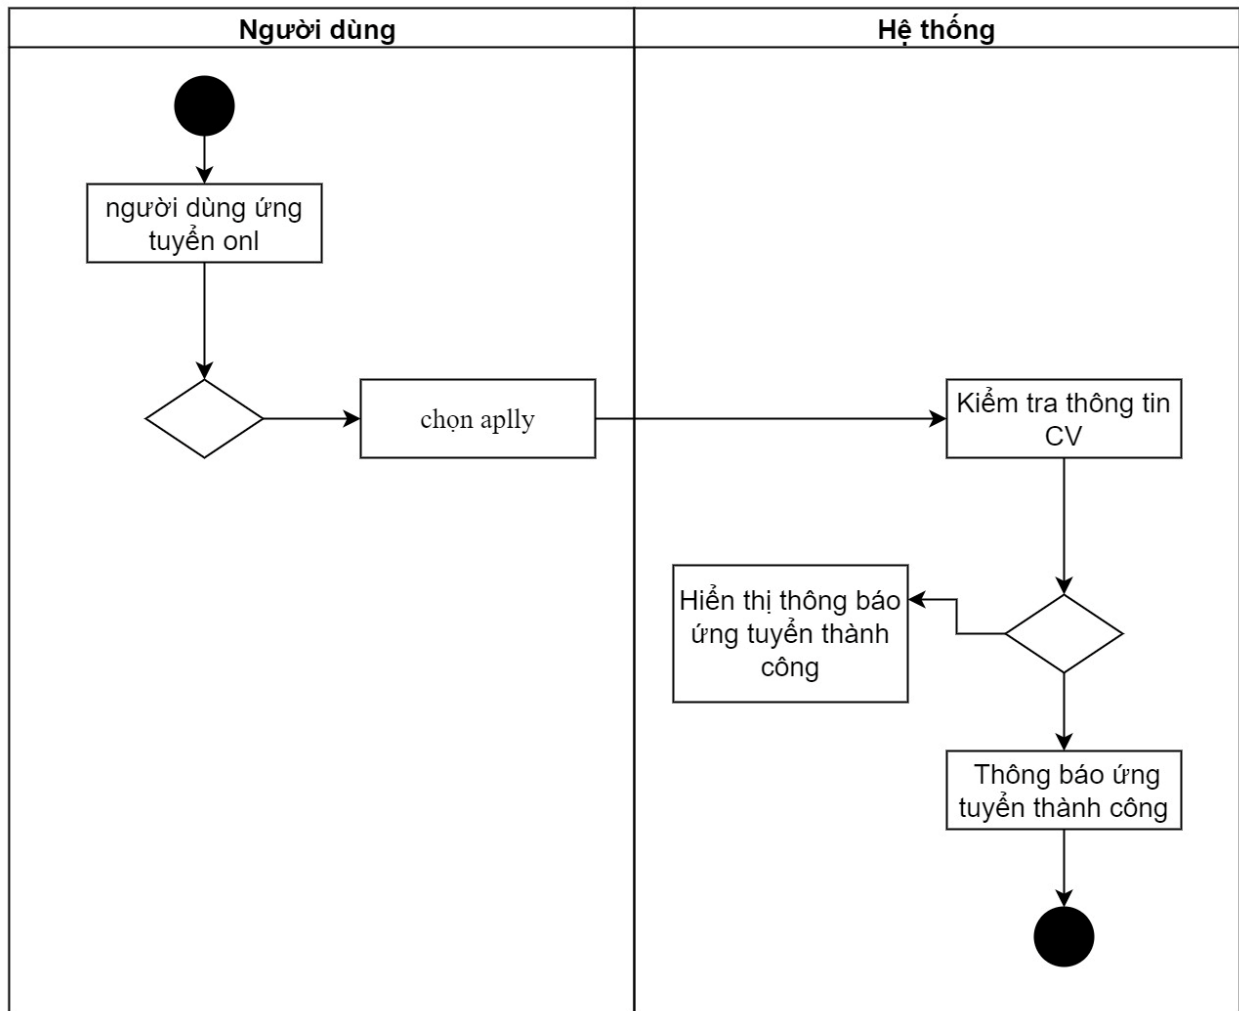 Người dùng
Hệ thống
người dùng ứng
tuyển onl
chọn aplly
Kiểm tra thông tin
CV
Hiển thị thông báo
ứng tuyển thành
công
Thông báo ứng
tuyển thành công